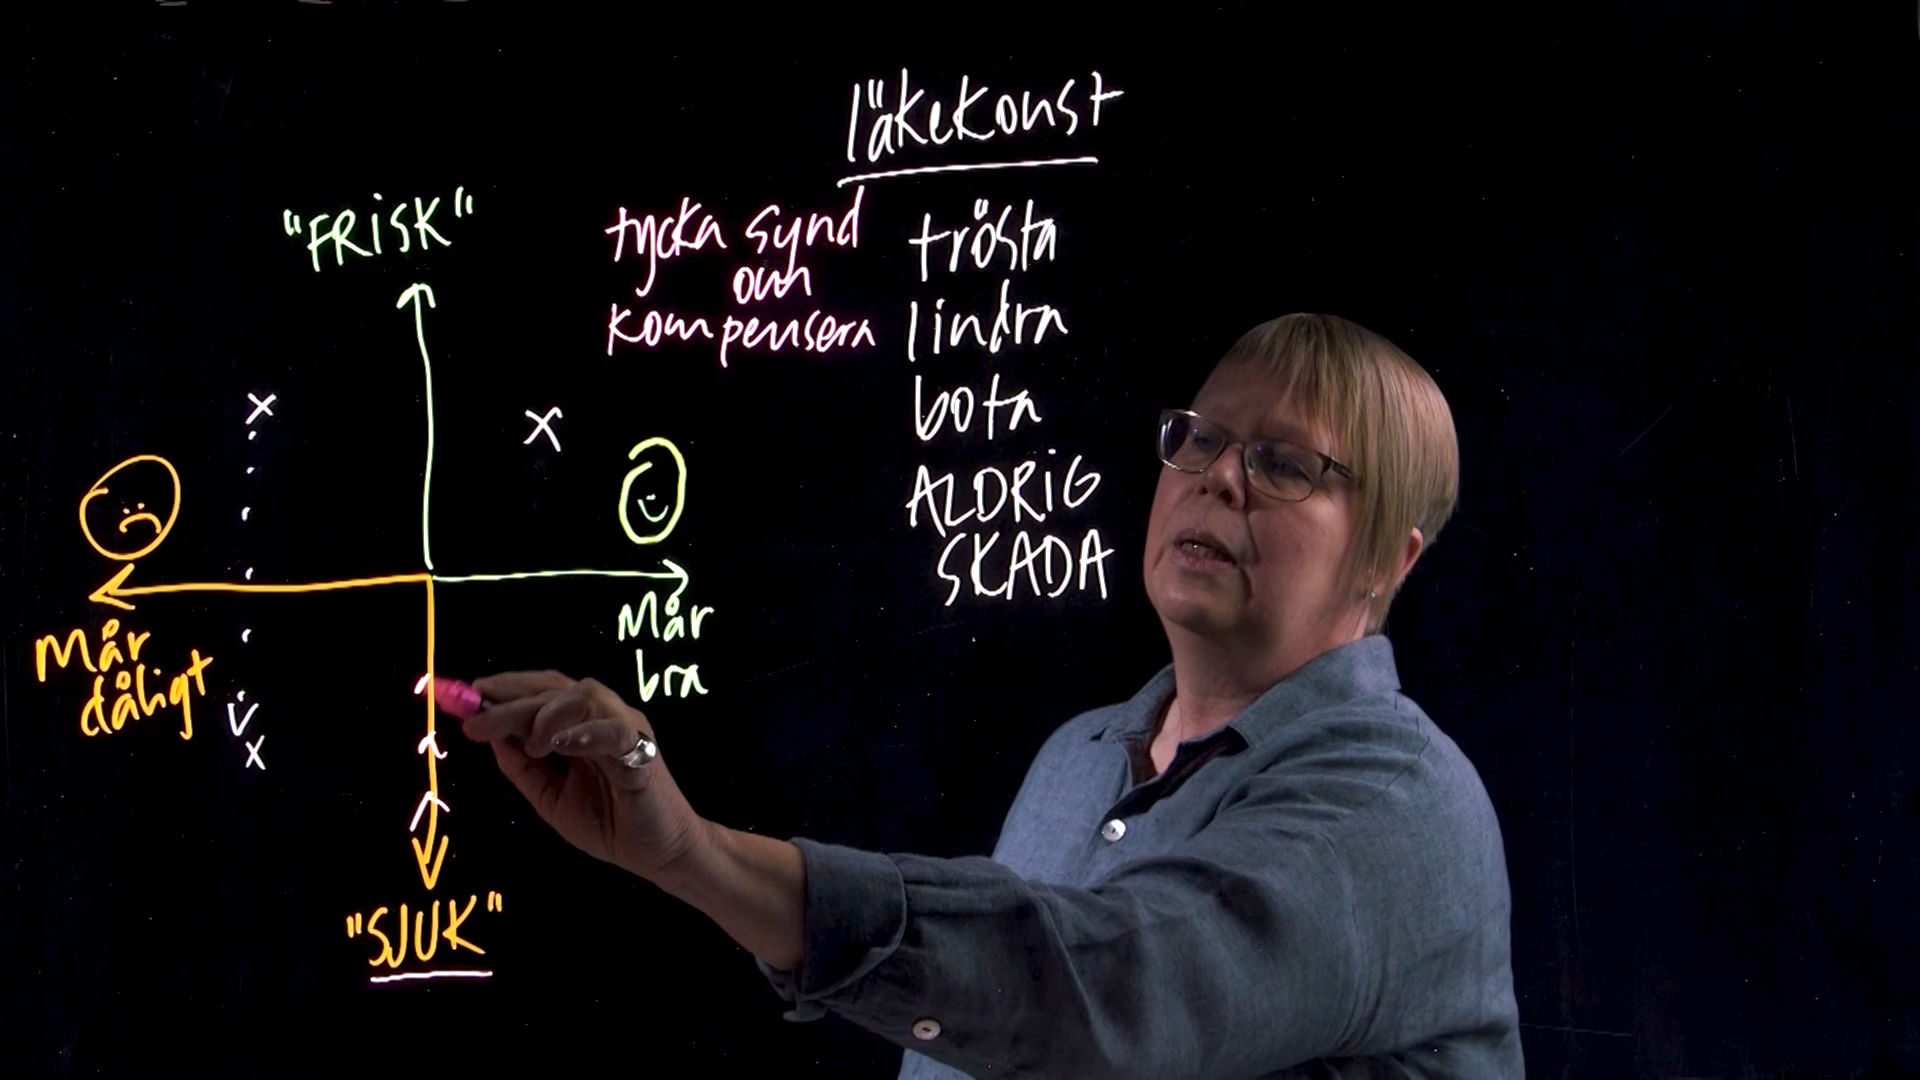 läkekonst
"FRISK"
tycka synd
om
kompensera
trösta
lindra
bota
ALDRIG
SKADA
Mår
dåligt
Mår
bra
"SJUK"
x
x
x